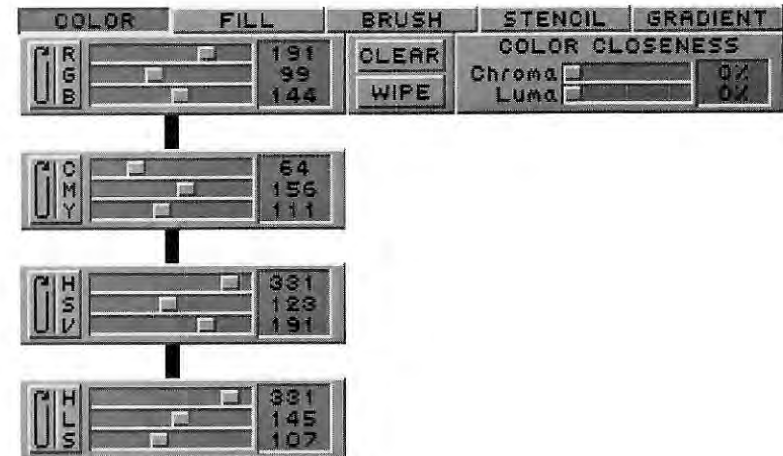 COLOR FILL BRUSH STENCIL GRADIENT
R 191
G 99
B 144
CLEAR
WIPE
COLOR CLOSENESS
Chroma 0%
Luma 0%
C 64
M 156
Y 111
H 331
S 123
V 191
H 331
L 145
S 107